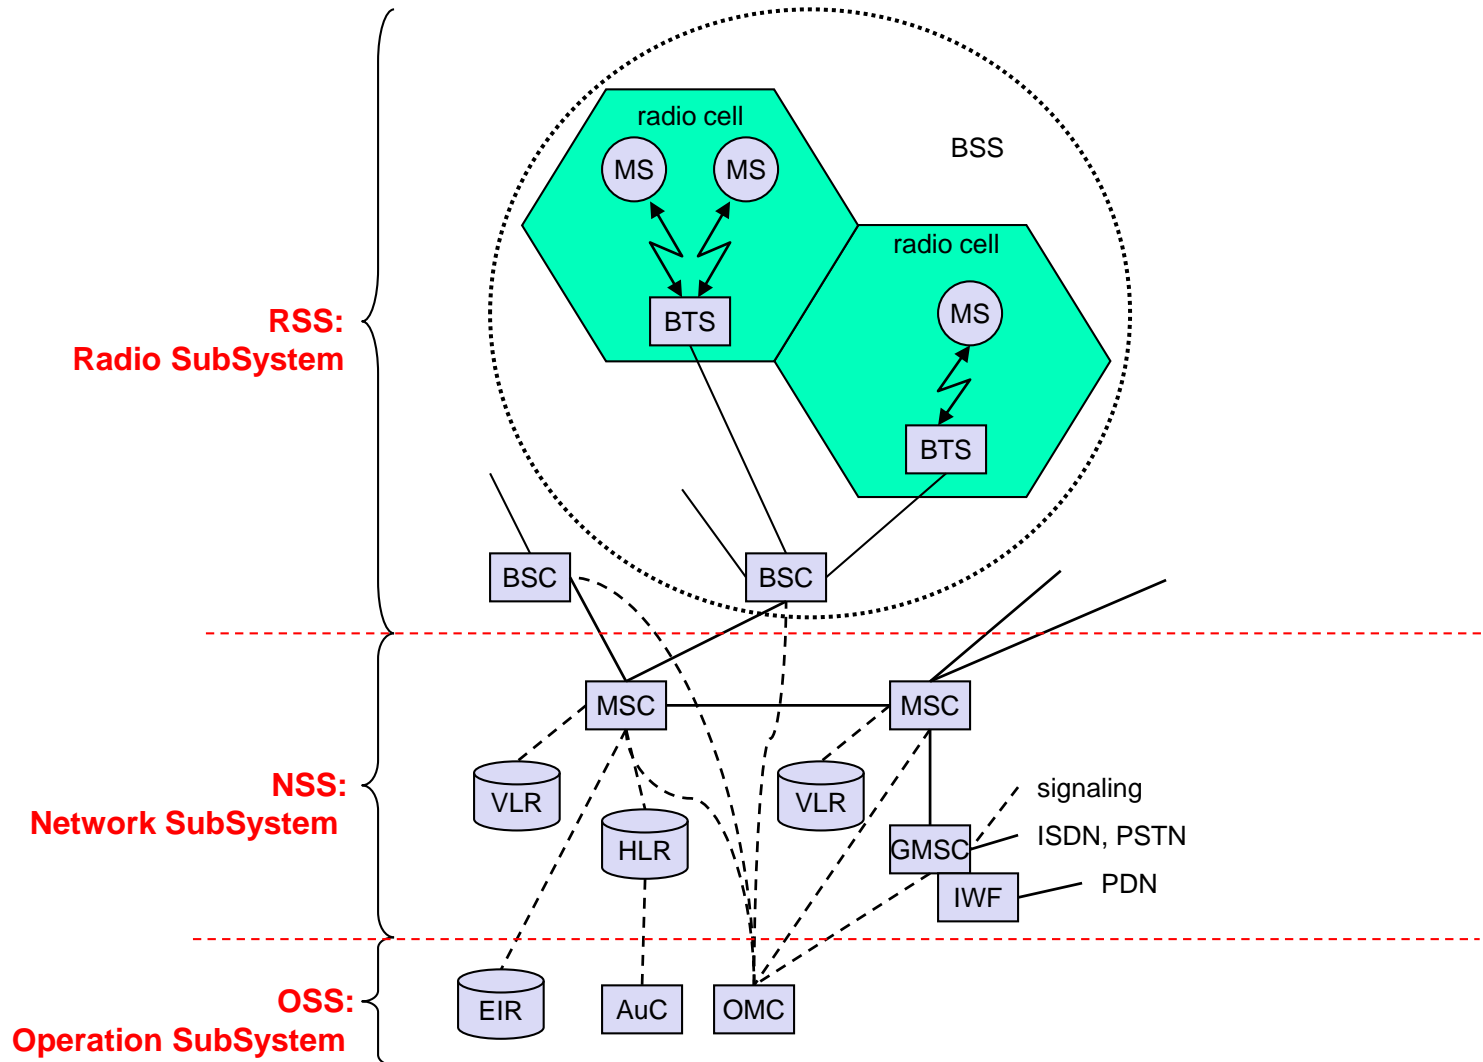 radio cell
BSS
MS
MS
radio cell
MS
RSS:
Radio SubSystem
BTS
BTS
BSC
BSC
MSC
MSC
NSS:
Network SubSystem
VLR
VLR
signaling
HLR
GMSC
ISDN, PSTN
IWF
PDN
OSS:
Operation SubSystem
EIR
AuC
OMC